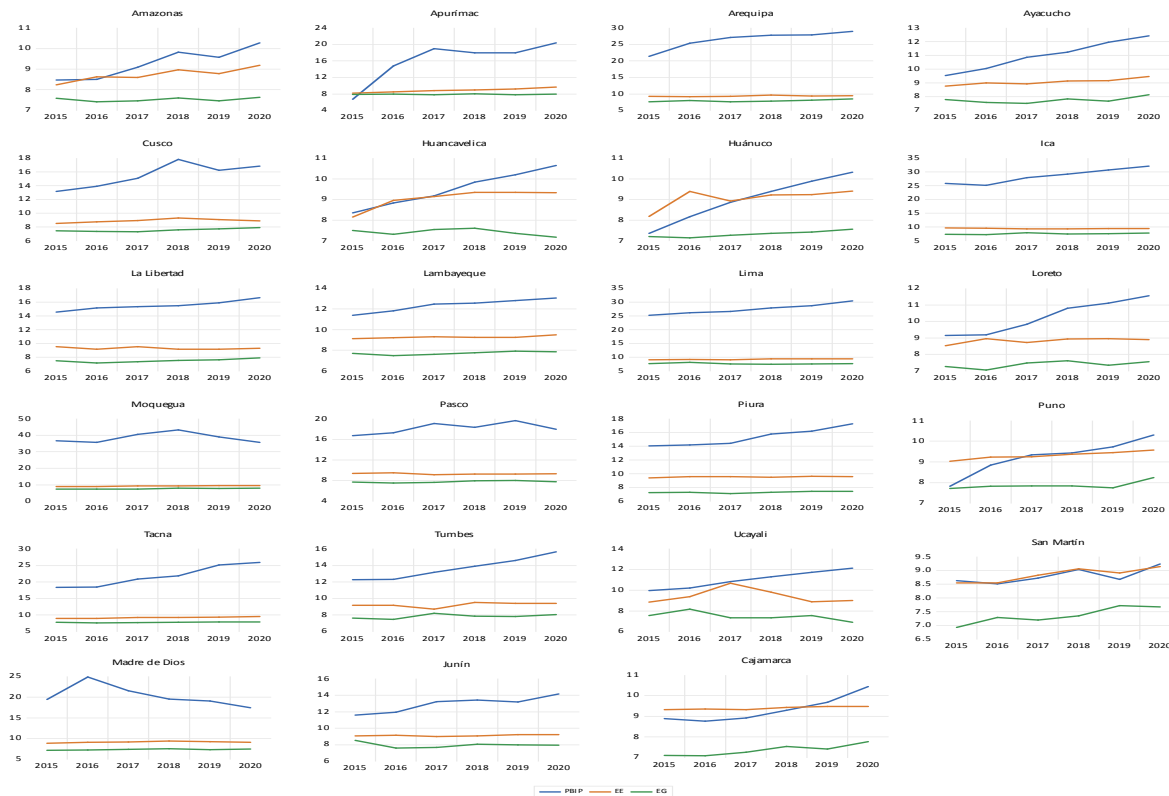 Amazonas
11
10
9
8
7
2015 2016 2017 2018 2019 2020
Apurímac
24
20
16
12
8
4
2015 2016 2017 2018 2019 2020
Arequipa
30
25
20
15
10
5
2015 2016 2017 2018 2019 2020
Ayacucho
13
12
11
10
9
8
7
2015 2016 2017 2018 2019 2020
Cusco
18
16
14
12
10
8
6
2015 2016 2017 2018 2019 2020
Huancavelica
11
10
9
8
7
2015 2016 2017 2018 2019 2020
Huánuco
11
10
9
8
7
2015 2016 2017 2018 2019 2020
Ica
35
30
25
20
15
10
5
2015 2016 2017 2018 2019 2020
La Libertad
18
16
14
12
10
8
6
2015 2016 2017 2018 2019 2020
Lambayeque
14
12
10
8
6
2015 2016 2017 2018 2019 2020
Lima
35
30
25
20
15
10
5
2015 2016 2017 2018 2019 2020
Loreto
12
11
10
9
8
7
2015 2016 2017 2018 2019 2020
Moquegua
50
40
30
20
10
0
2015 2016 2017 2018 2019 2020
Pasco
20
16
12
8
4
2015 2016 2017 2018 2019 2020
Piura
18
16
14
12
10
8
6
2015 2016 2017 2018 2019 2020
Puno
11
10
9
8
7
2015 2016 2017 2018 2019 2020
Tacna
30
25
20
15
10
5
2015 2016 2017 2018 2019 2020
Tumbes
16
14
12
10
8
6
2015 2016 2017 2018 2019 2020
Ucayali
14
12
10
8
6
2015 2016 2017 2018 2019 2020
San Martín
9.5
9.0
8.5
8.0
7.5
7.0
6.5
2015 2016 2017 2018 2019 2020
Madre de Dios
25
20
15
10
5
2015 2016 2017 2018 2019 2020
Junín
16
14
12
10
8
6
2015 2016 2017 2018 2019 2020
Cajamarca
11
10
9
8
7
2015 2016 2017 2018 2019 2020
PBIP EE EG